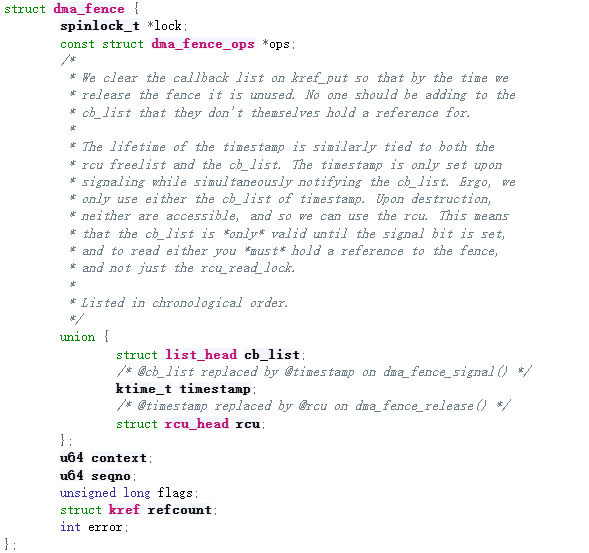 struct dma_fence {
spinlock_t *lock;
const struct dma_fence_ops *ops;
/*
* We clear the callback list on kref_put so that by the time we
* release the fence it is unused. No one should be adding to the
* cb_list that they don't themselves hold a reference for.
*
* The lifetime of the timestamp is similarly tied to both the
* rcu freelist and the cb_list. The timestamp is only set upon
* signaling while simultaneously notifying the cb_list. Ergo, we
* only use either the cb_list of timestamp. Upon destruction,
* neither are accessible, and so we can use the rcu. This means
* that the cb_list is *only* valid until the signal bit is set,
* and to read either you *must* hold a reference to the fence,
* and not just the rcu_read_lock.
*
* Listed in chronological order.
*/
union {
struct list_head cb_list;
/* @cb_list replaced by @timestamp on dma_fence_signal() */
ktime_t timestamp;
/* @timestamp replaced by @rcu on dma_fence_release() */
struct rcu_head rcu;
};
u64 context;
u64 seqno;
unsigned long flags;
struct kref refcount;
int error;
};